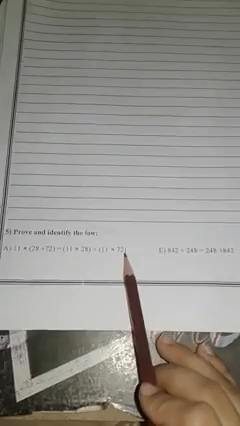 5) Prove and identify the law:
A) 11 × (28 +72) = (11 × 28) + (11 × 72) E) 842 + 248 = 248 +842